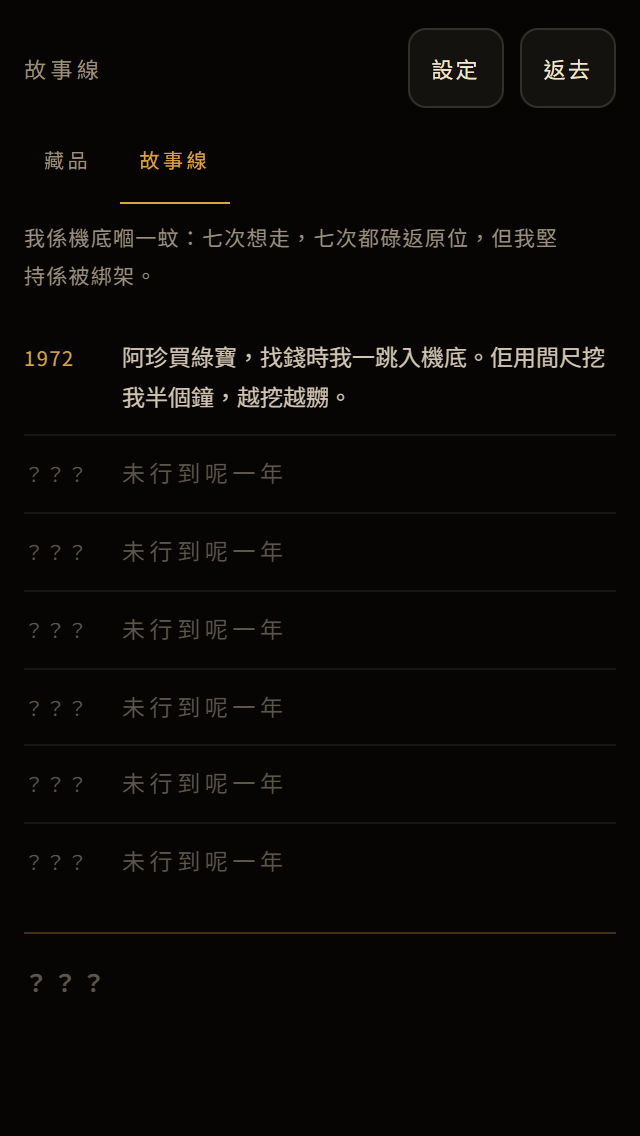 故事線
設定
返去
藏品
故事線
我係機底嗰一蚊：七次想走，七次都碌返原位，但我堅
持係被綁架。
1972
阿珍買綠寶，找錢時我一跳入機底。佢用間尺挖
我半個鐘，越挖越嬲。
？？？
未行到呢一年
？？？
未行到呢一年
？？？
未行到呢一年
？？？
未行到呢一年
？？？
未行到呢一年
？？？
未行到呢一年
？？？